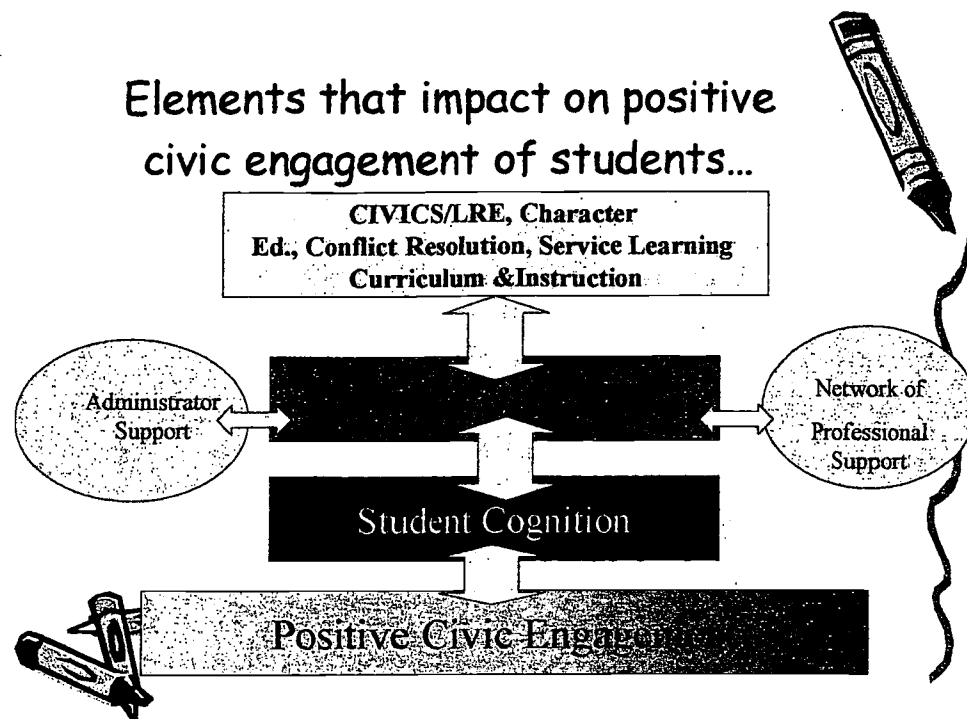 Elements that impact on positive
civic engagement of students...
CIVICS/LRE, Character
Ed., Conflict Resolution, Service Learning
Curriculum &Instruction
Administrator
Support
Network of
Professional
Support
Student Cognition
Positive Civic Engagement